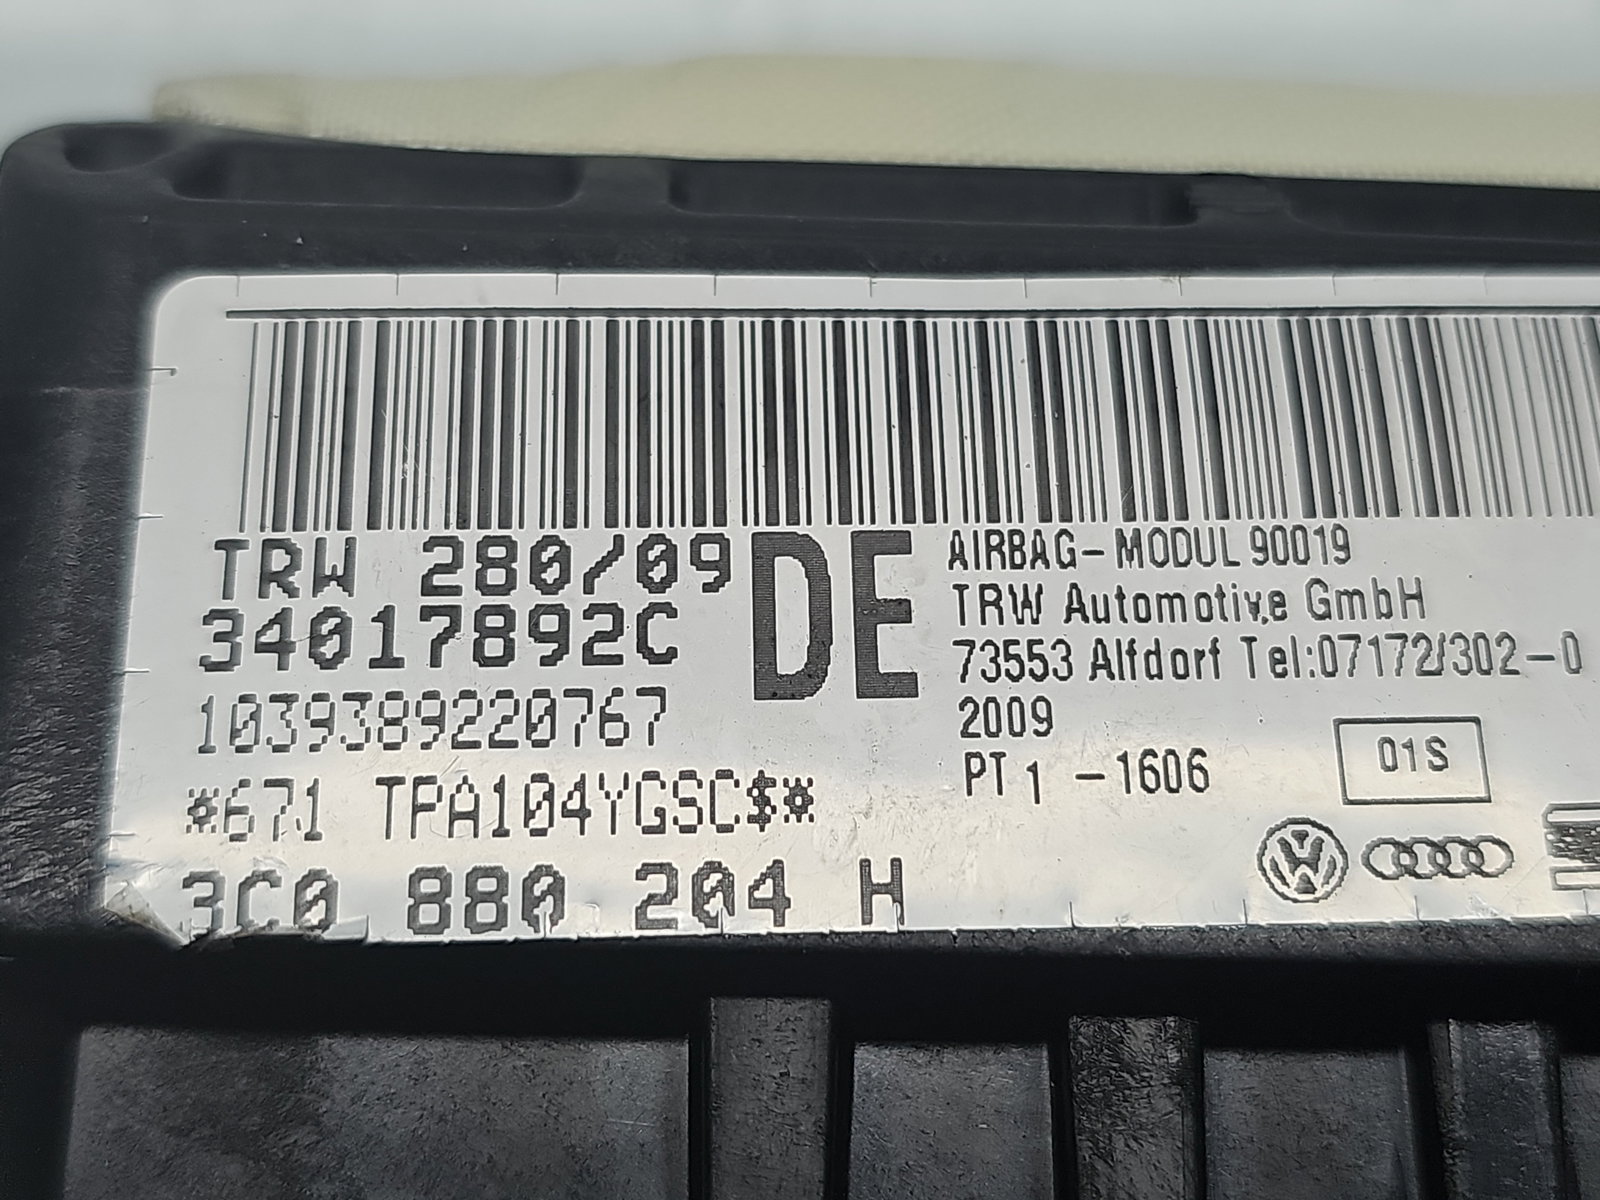 TRW 280/09
34017892C
1039389220767
*671 TPA104YGSC$*
3C0 880 204 H
DE
AIRBAG-MODUL 90019
TRW Automotive GmbH
73553 Alfdorf Tel:07172/302-0
2009
PT 1 -1606
01S
VW